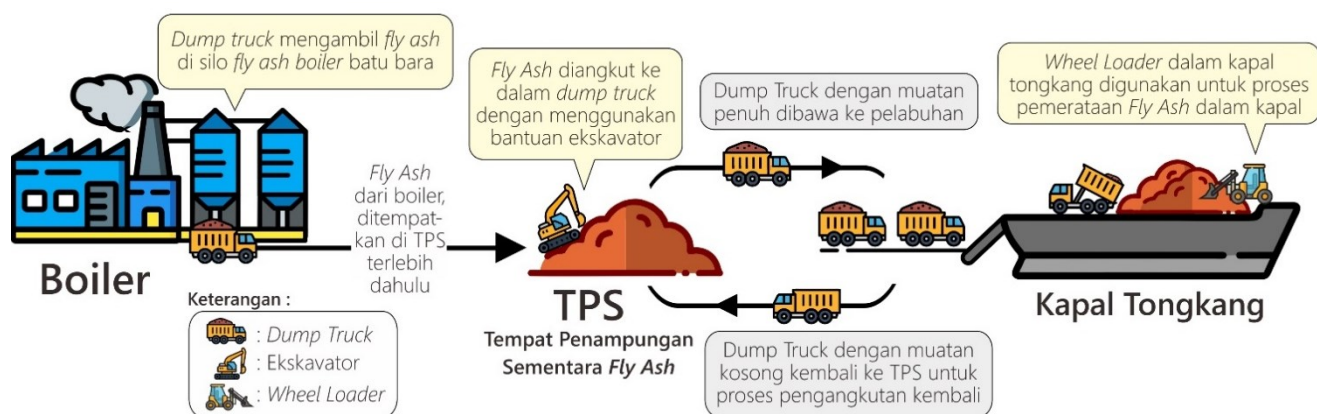 Dump truck mengambil fly ash
di silo fly ash boiler batu bara
Boiler
Fly Ash
dari boiler,
ditempat-
kan di TPS
terlebih
dahulu
Keterangan :
: Dump Truck
: Ekskavator
: Wheel Loader
Fly Ash diangkut ke
dalam dump truck
dengan menggunakan
bantuan ekskavator
TPS
Tempat Penampungan
Sementara Fly Ash
Dump Truck dengan muatan
penuh dibawa ke pelabuhan
Dump Truck dengan muatan
kosong kembali ke TPS untuk
proses pengangkutan kembali
Wheel Loader dalam kapal
tongkang digunakan untuk proses
pemerataan Fly Ash dalam kapal
Kapal Tongkang